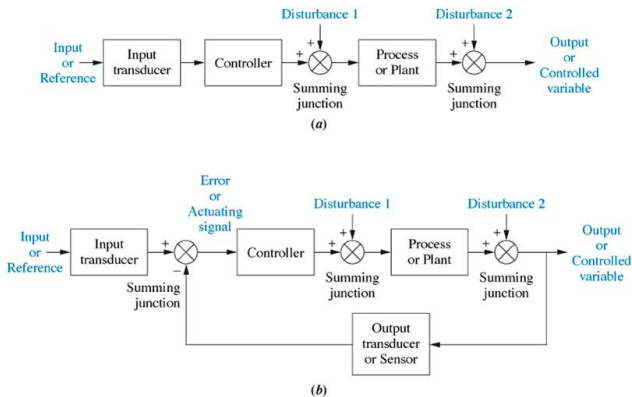 Disturbance 1
Disturbance 2
Input
or
Reference
Input
transducer
Controller
+
+
Process
or Plant
+
+
Output
or
Controlled
variable
Summing
junction
Summing
junction
(a)
Error
or
Actuating
signal
Disturbance 1
Disturbance 2
Input
or
Reference
Input
transducer
+
−
Controller
+
+
Process
or Plant
+
+
Output
or
Controlled
variable
Summing
junction
Summing
junction
Summing
junction
Output
transducer
or Sensor
(b)